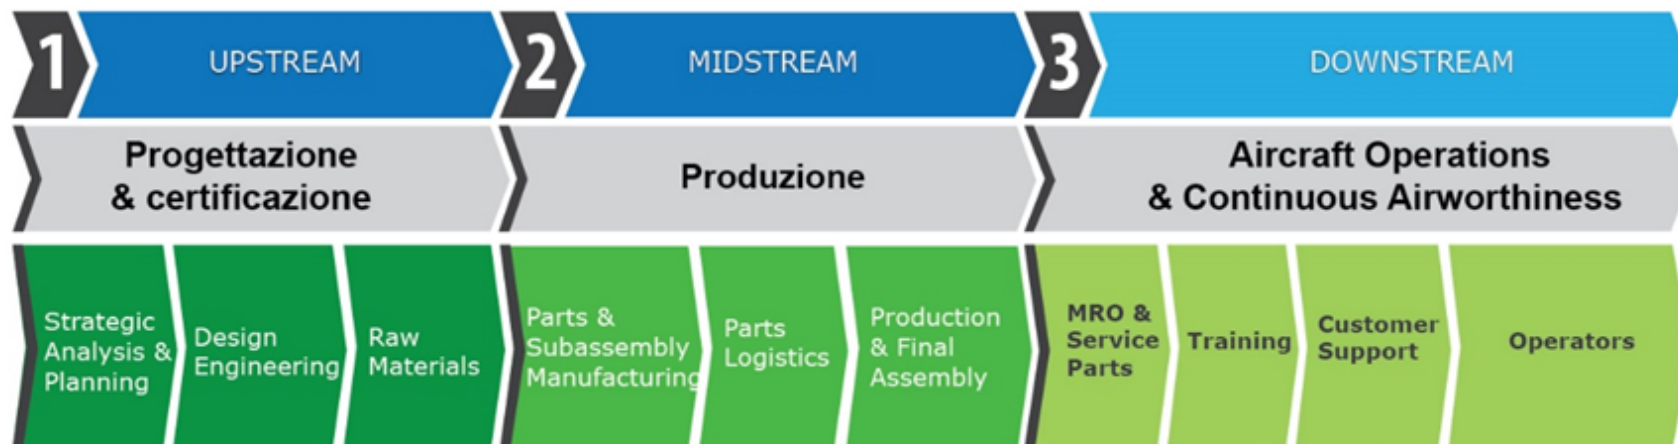 1
UPSTREAM
2
MIDSTREAM
3
DOWNSTREAM
Progettazione
& certificazione
Produzione
Aircraft Operations
& Continuous Airworthiness
Strategic
Analysis &
Planning
Design
Engineering
Raw
Materials
Parts &
Subassembly
Manufacturing
Parts
Logistics
Production
& Final
Assembly
MRO &
Service
Parts
Training
Customer
Support
Operators